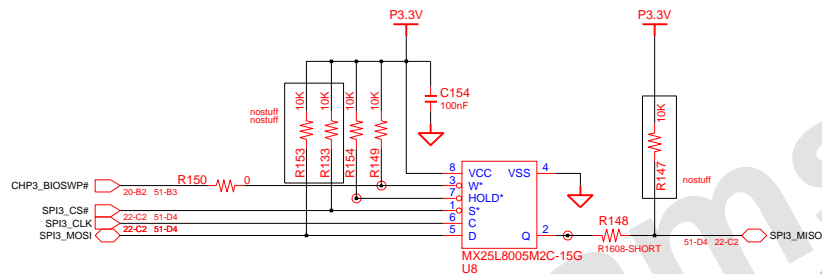 P3.3V
P3.3V
nostuff
nostuff
10K
10K
10K
10K
R153
R133
R154
R149
C154
100nF
10K
R147
nostuff
CHP3_BIOSWP#
20-B2 51-B3
R150
0
SPI3_CS#
22-C2 51-D4
SPI3_CLK
22-C2 51-D4
SPI3_MOSI
8
3
7
1
6
5
VCC
W*
HOLD*
S*
C
D
VSS
Q
4
2
MX25L8005M2C-15G
U8
R148
R1608-SHORT
51-D4 22-C2
SPI3_MISO